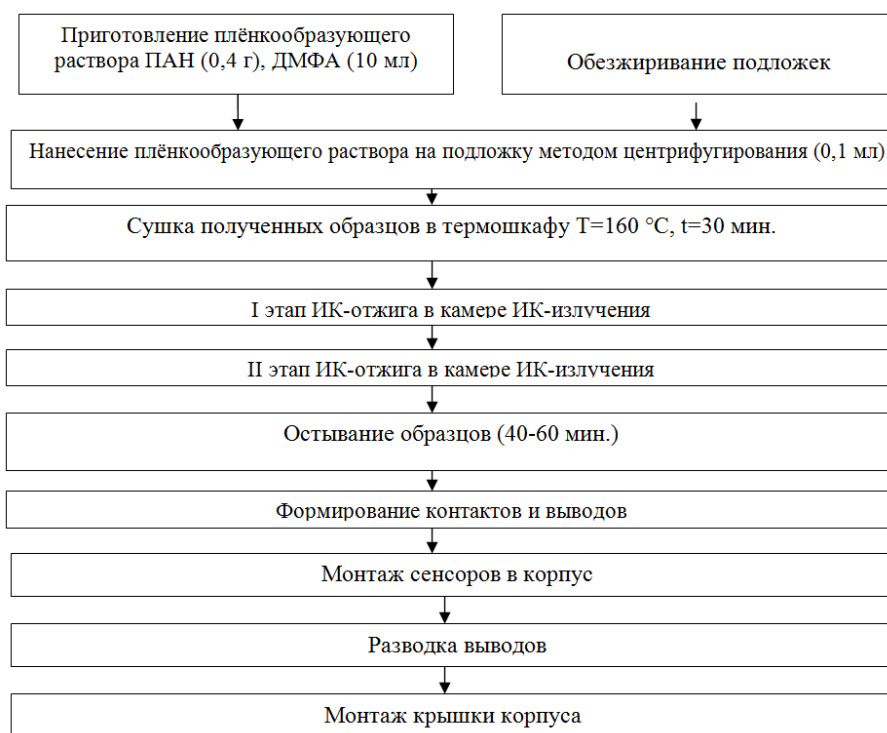 Приготовление плёнкообразующего
раствора ПАН (0,4 г), ДМФА (10 мл)
Обезжиривание подложек
Нанесение плёнкообразующего раствора на подложку методом центрифугирования (0,1 мл)
Сушка полученных образцов в термошкафу Т=160 °С, t=30 мин.
I этап ИК-отжига в камере ИК-излучения
II этап ИК-отжига в камере ИК-излучения
Остывание образцов (40-60 мин.)
Формирование контактов и выводов
Монтаж сенсоров в корпус
Разводка выводов
Монтаж крышки корпуса